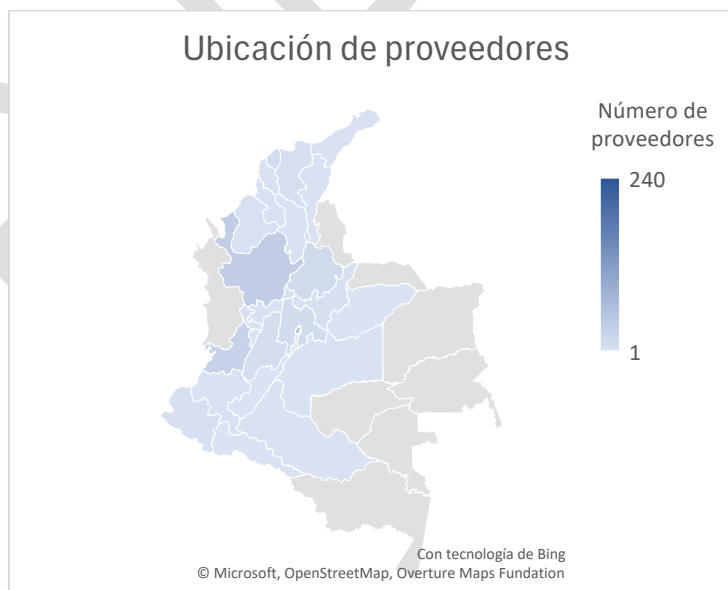 Ubicación de proveedores
Número de
proveedores
240
1
Con tecnología de Bing
© Microsoft, OpenStreetMap, Overture Maps Fundation